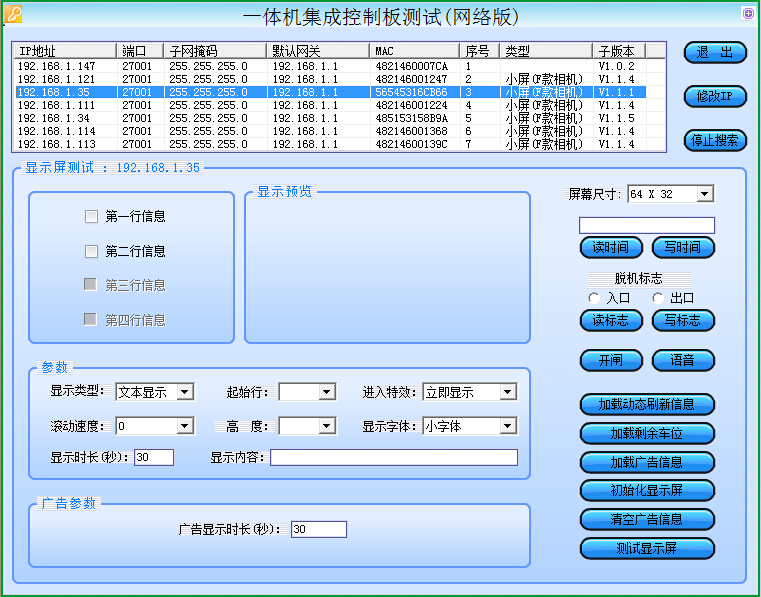 一体机集成控制板测试(网络版)
IP地址 端口 子网掩码 默认网关 MAC 序号 类型 子版本
192.168.1.147 27001 255.255.255.0 192.168.1.1 4821460007CA 1 V1.0.2
192.168.1.121 27001 255.255.255.0 192.168.1.1 482146001247 2 小屏(F款相机) V1.1.4
192.168.1.35 27001 255.255.255.0 192.168.1.1 56545316CB66 3 小屏(F款相机) V1.1.1
192.168.1.111 27001 255.255.255.0 192.168.1.1 482146001224 4 小屏(F款相机) V1.1.4
192.168.1.34 27001 255.255.255.0 192.168.1.1 485153158B9A 5 小屏(F款相机) V1.1.5
192.168.1.114 27001 255.255.255.0 192.168.1.1 482146001368 6 小屏(F款相机) V1.1.4
192.168.1.113 27001 255.255.255.0 192.168.1.1 48214600139C 7 小屏(F款相机) V1.1.4
退 出
修改IP
停止搜索
显示屏测试 : 192.168.1.35
第一行信息
第二行信息
第三行信息
第四行信息
显示预览
屏幕尺寸: 64 X 32
读时间 写时间
脱机标志
入口 出口
读标志 写标志
开闸 语音
参数
显示类型: 文本显示 起始行: 进入特效: 立即显示
滚动速度: 0 高 度: 显示字体: 小字体
显示时长(秒): 30 显示内容:
加载动态刷新信息
加载剩余车位
加载广告信息
初始化显示屏
清空广告信息
测试显示屏
广告参数
广告显示时长(秒): 30